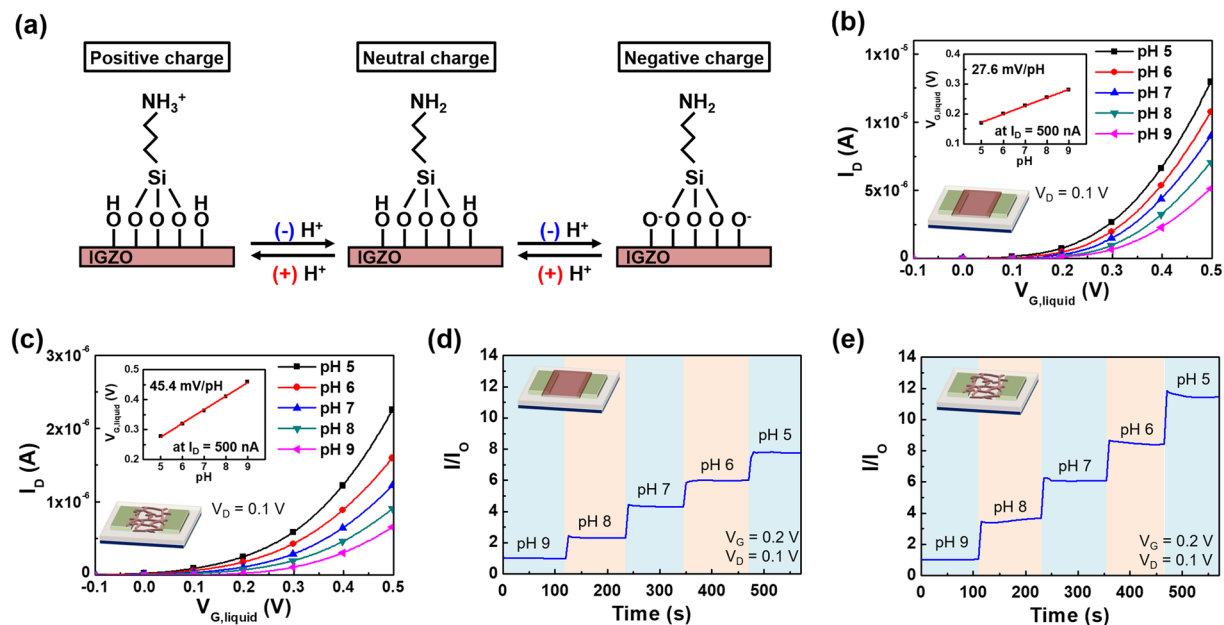 (a)
Positive charge
Neutral charge
Negative charge
NH3+
NH2
NH2
Si
Si
Si
H H
H H
O O O O O
O O O O O
O- O O O O-
IGZO
IGZO
IGZO
(-) H+
(+) H+
(-) H+
(+) H+
(b)
1x10-5
1x10-5
5x10-6
0
ID (A)
-0.1 0.0 0.1 0.2 0.3 0.4 0.5
VG,liquid (V)
0.4
0.3
0.2
0.1
VG,liquid (V)
27.6 mV/pH
at ID = 500 nA
5 6 7 8 9
pH
pH 5
pH 6
pH 7
pH 8
pH 9
VD = 0.1 V
(c)
3x10-6
2x10-6
1x10-6
0
ID (A)
-0.1 0.0 0.1 0.2 0.3 0.4 0.5
VG,liquid (V)
0.5
0.4
0.3
0.2
VG,liquid (V)
45.4 mV/pH
at ID = 500 nA
5 6 7 8 9
pH
pH 5
pH 6
pH 7
pH 8
pH 9
VD = 0.1 V
(d)
14
12
10
8
6
4
2
0
I/IO
pH 9
pH 8
pH 7
pH 6
pH 5
VG = 0.2 V
VD = 0.1 V
0 100 200 300 400 500
Time (s)
(e)
14
12
10
8
6
4
2
0
I/IO
pH 9
pH 8
pH 7
pH 6
pH 5
VG = 0.2 V
VD = 0.1 V
0 100 200 300 400 500
Time (s)